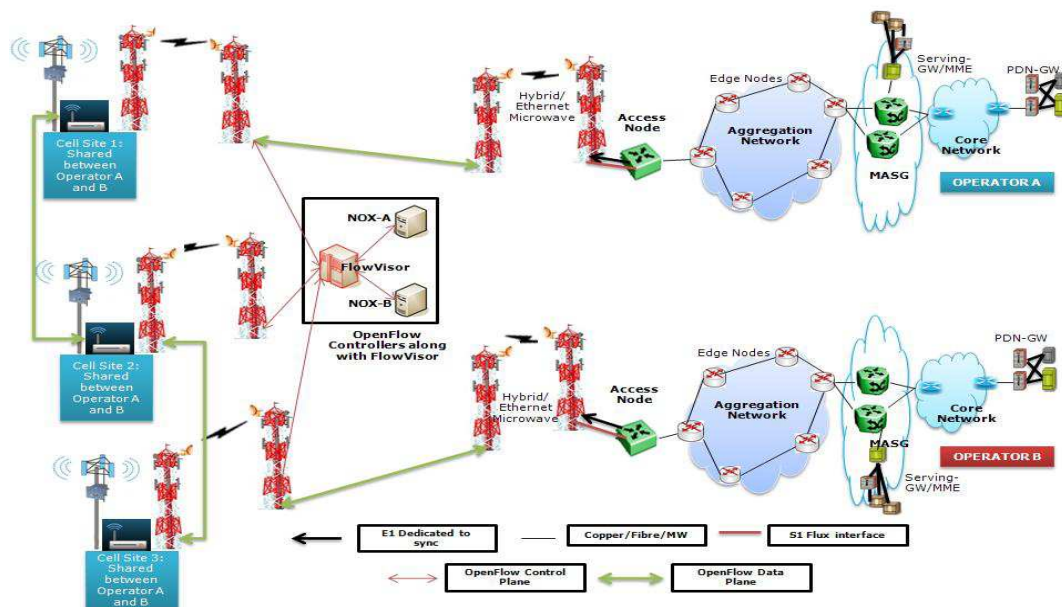 Serving-
GW/MME
PDN-GW
Edge Nodes
Hybrid/
Ethernet
Microwave
Access
Node
Aggregation
Network
Core
Network
MASG
OPERATOR A
Cell Site 1:
Shared
between
Operator A
and B
NOX-A
FlowVisor
NOX-B
OpenFlow
Controllers along
with FlowVisor
PDN-GW
Edge Nodes
Access
Node
Hybrid/
Ethernet
Microwave
Aggregation
Network
Core
Network
MASG
OPERATOR B
Serving-
GW/MME
Cell Site 2:
Shared
between
Operator A
and B
Cell Site 3:
Shared
between
Operator A
and B
E1 Dedicated to
sync
Copper/Fibre/MW
S1 Flux interface
OpenFlow Control
Plane
OpenFlow Data
Plane